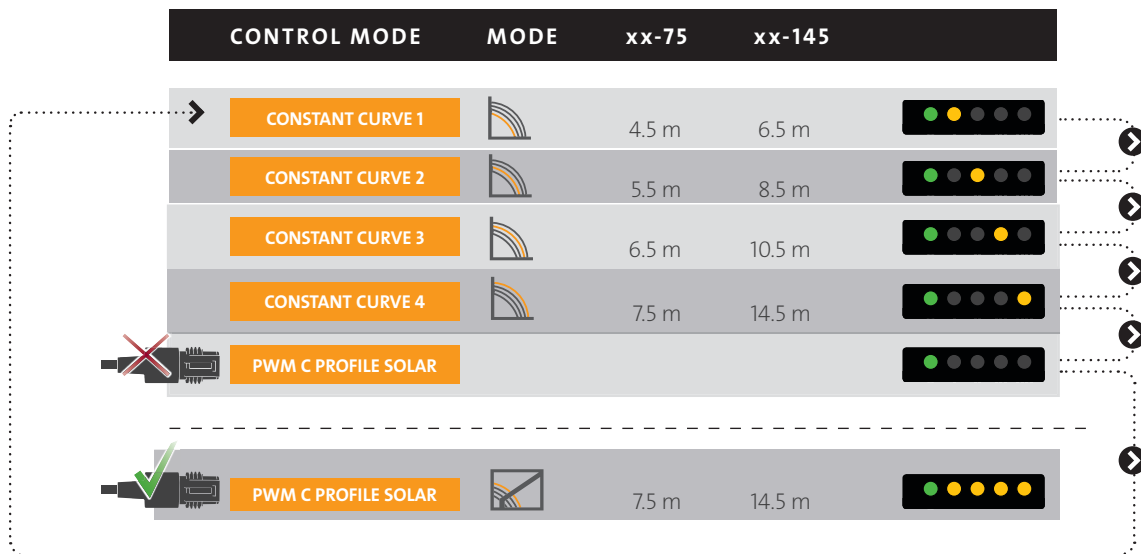 CONTROL MODE MODE xx-75 xx-145
CONSTANT CURVE 1 4.5 m 6.5 m
CONSTANT CURVE 2 5.5 m 8.5 m
CONSTANT CURVE 3 6.5 m 10.5 m
CONSTANT CURVE 4 7.5 m 14.5 m
PWM C PROFILE SOLAR
PWM C PROFILE SOLAR 7.5 m 14.5 m